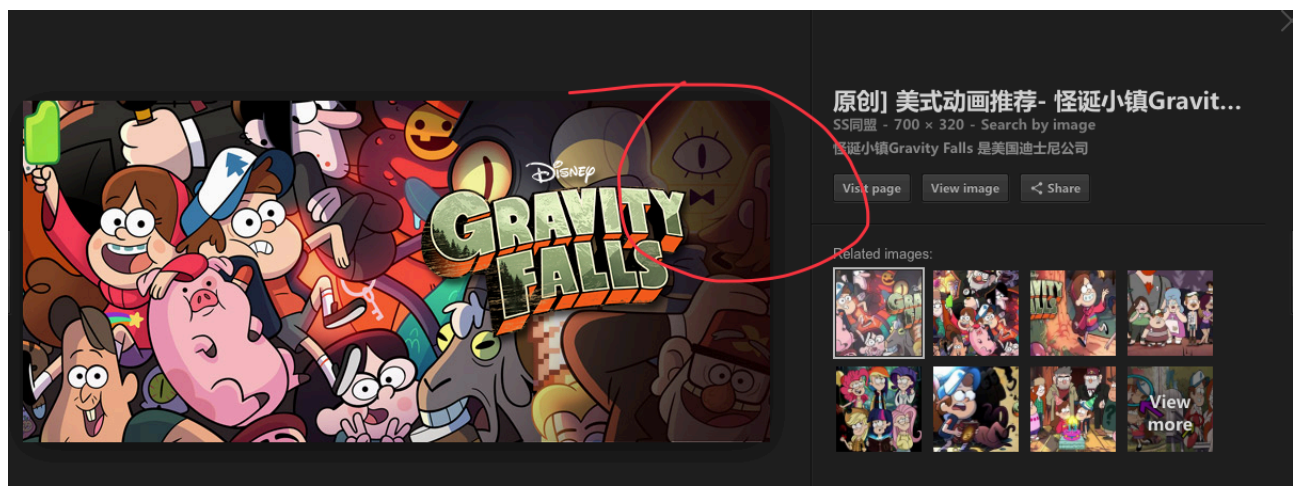 DISNEY
GRAVITY
FALLS
原创] 美式动画推荐- 怪诞小镇Gravit...
SS同盟 - 700 × 320 - Search by image
怪诞小镇Gravity Falls 是美国迪士尼公司
Visit page
View image
Share
Related images:
View
more